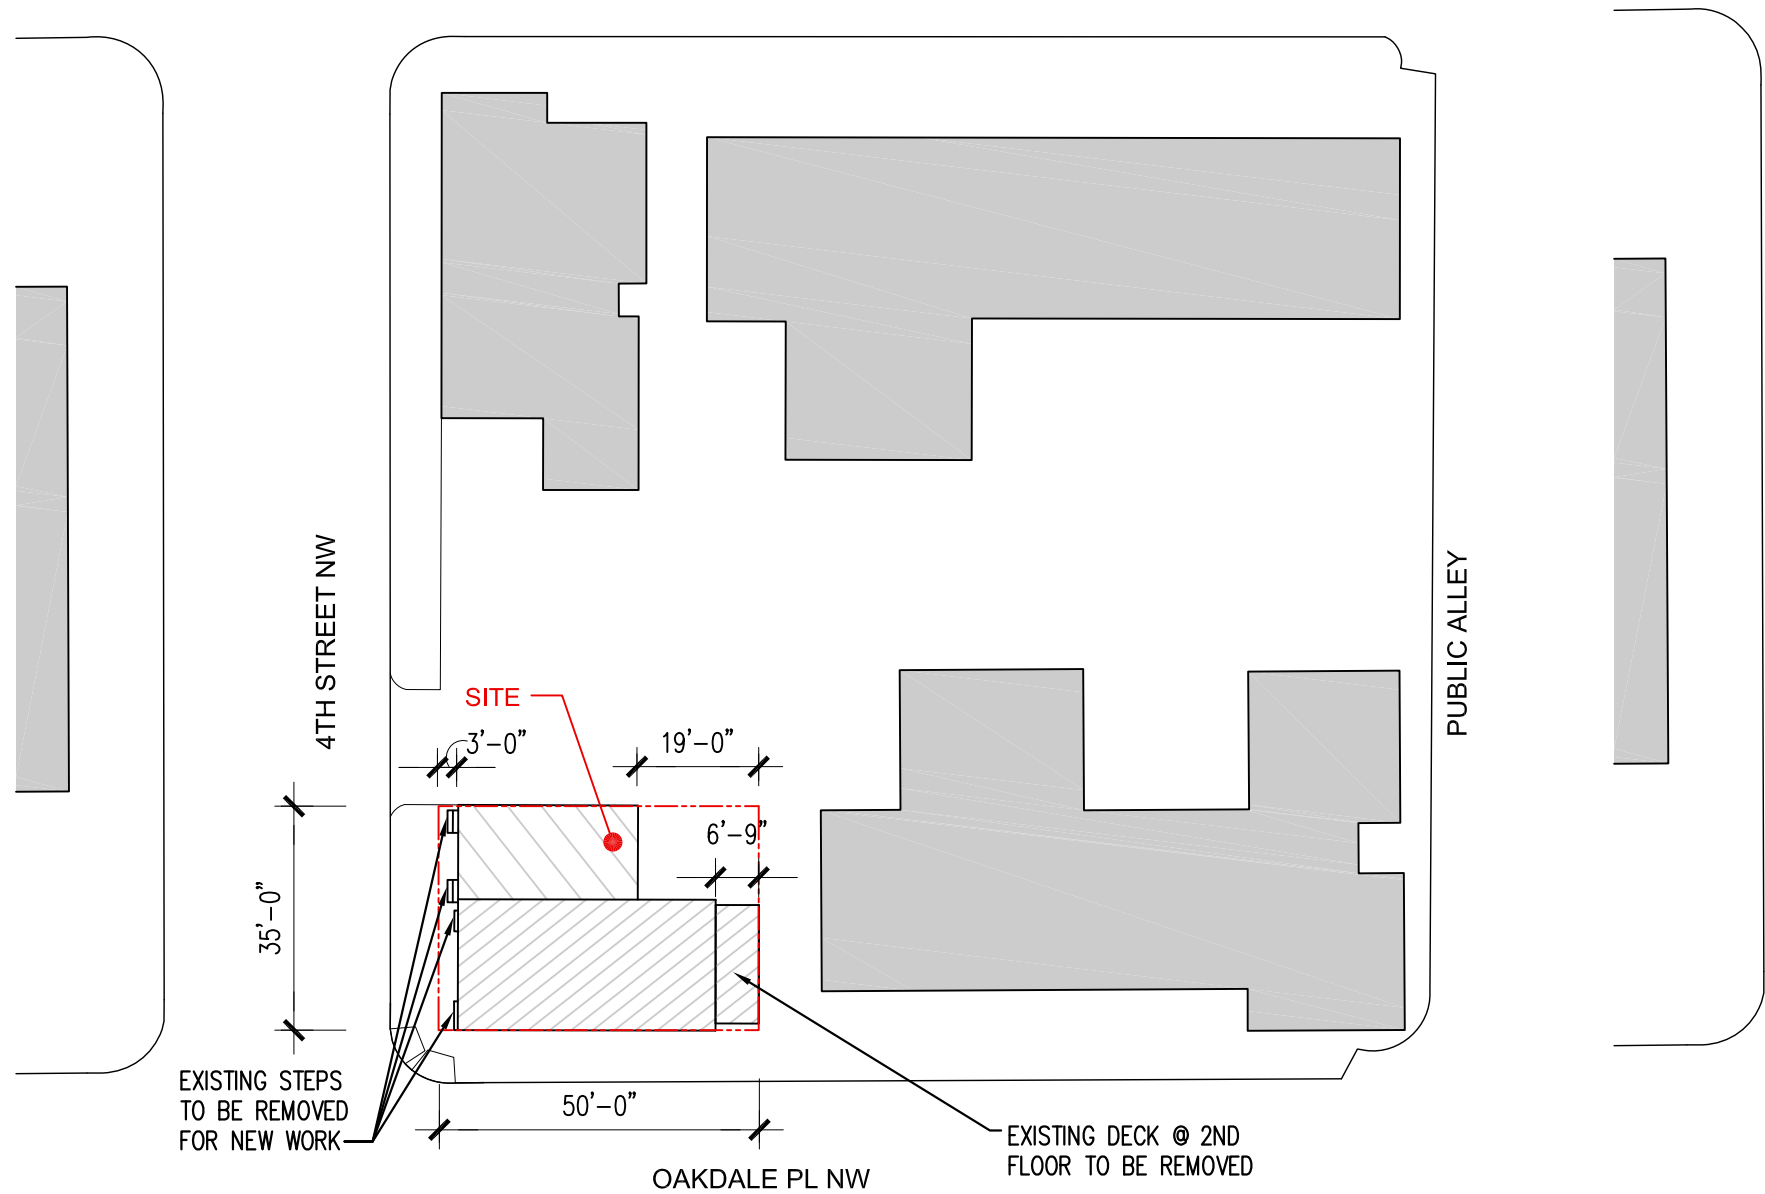 4TH STREET NW
PUBLIC ALLEY
SITE
3'-0"
19'-0"
6'-9"
35'-0"
EXISTING STEPS
TO BE REMOVED
FOR NEW WORK
50'-0"
EXISTING DECK @ 2ND
FLOOR TO BE REMOVED
OAKDALE PL NW